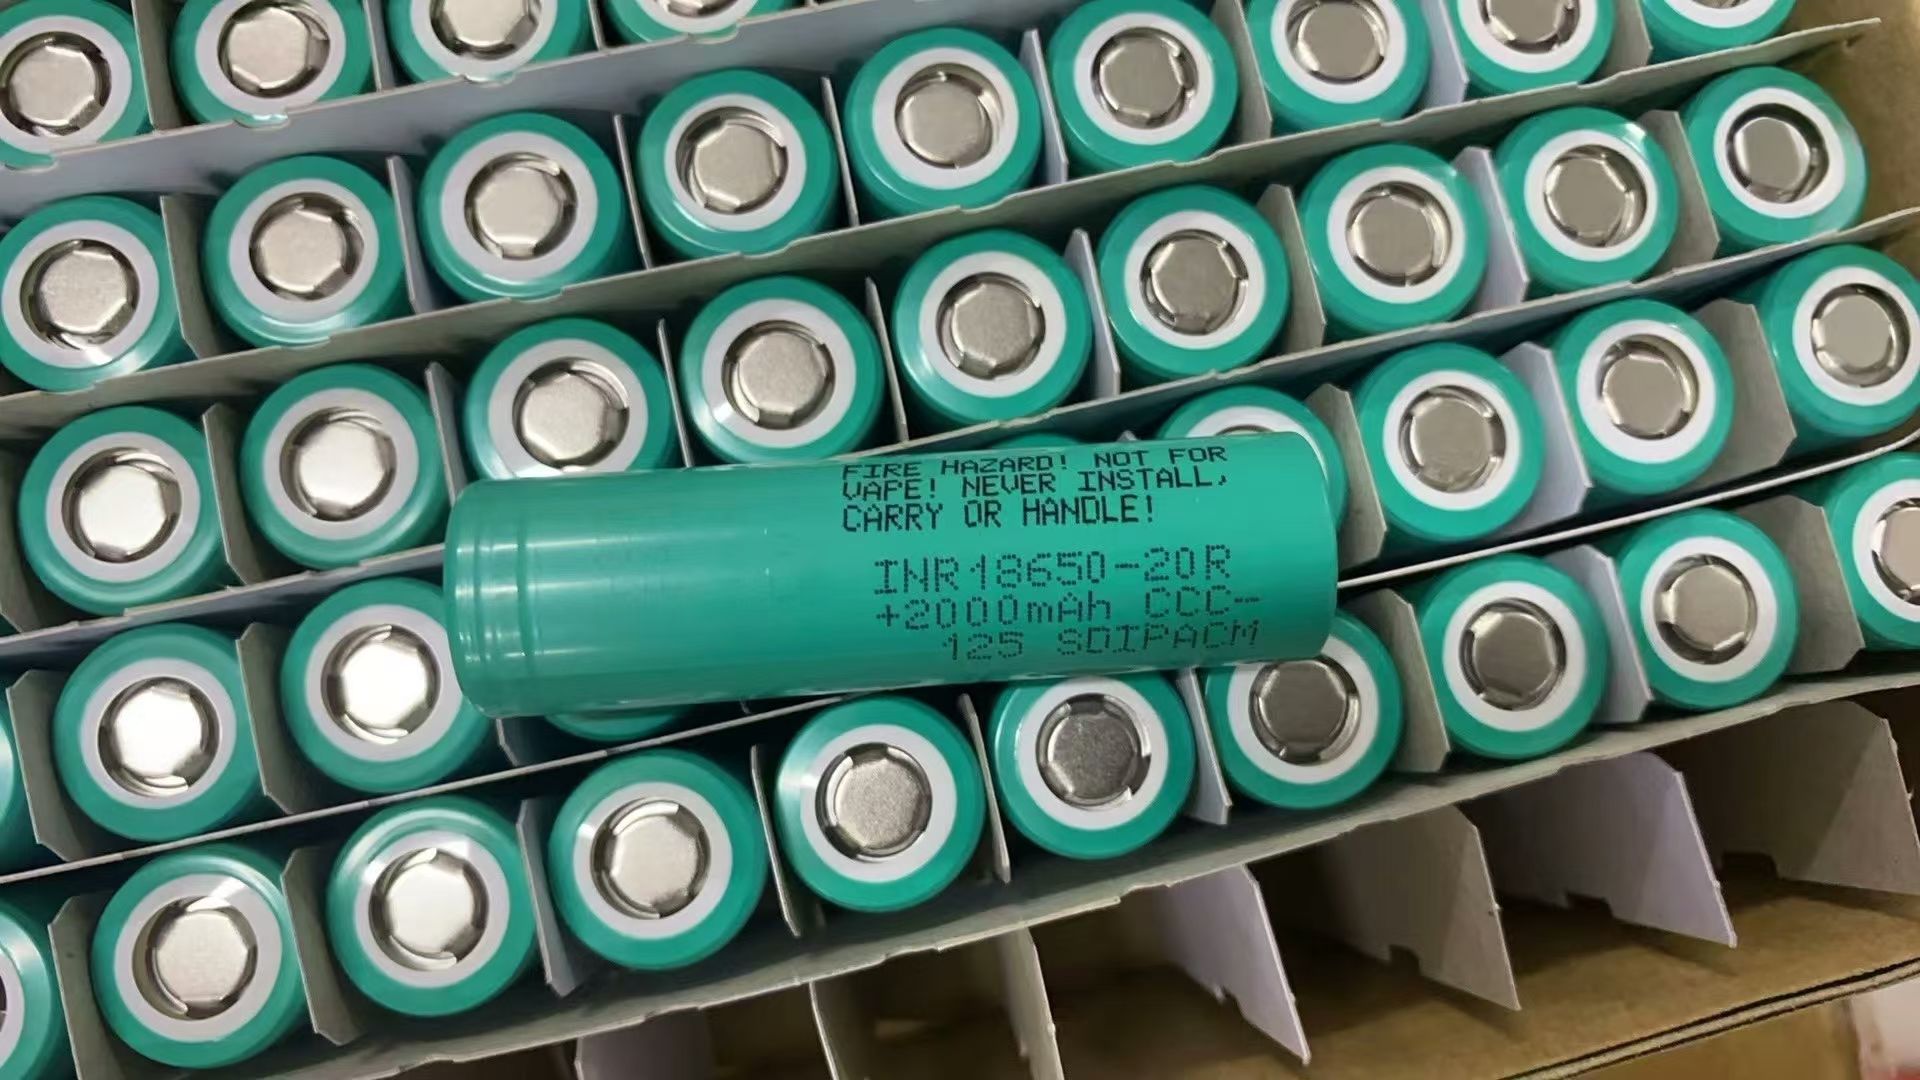 FIRE HAZARD! NOT FOR
VAPE! NEVER INSTALL,
CARRY OR HANDLE!
INR18650-20R
+2000mAh CCC-
125 SDIPACM